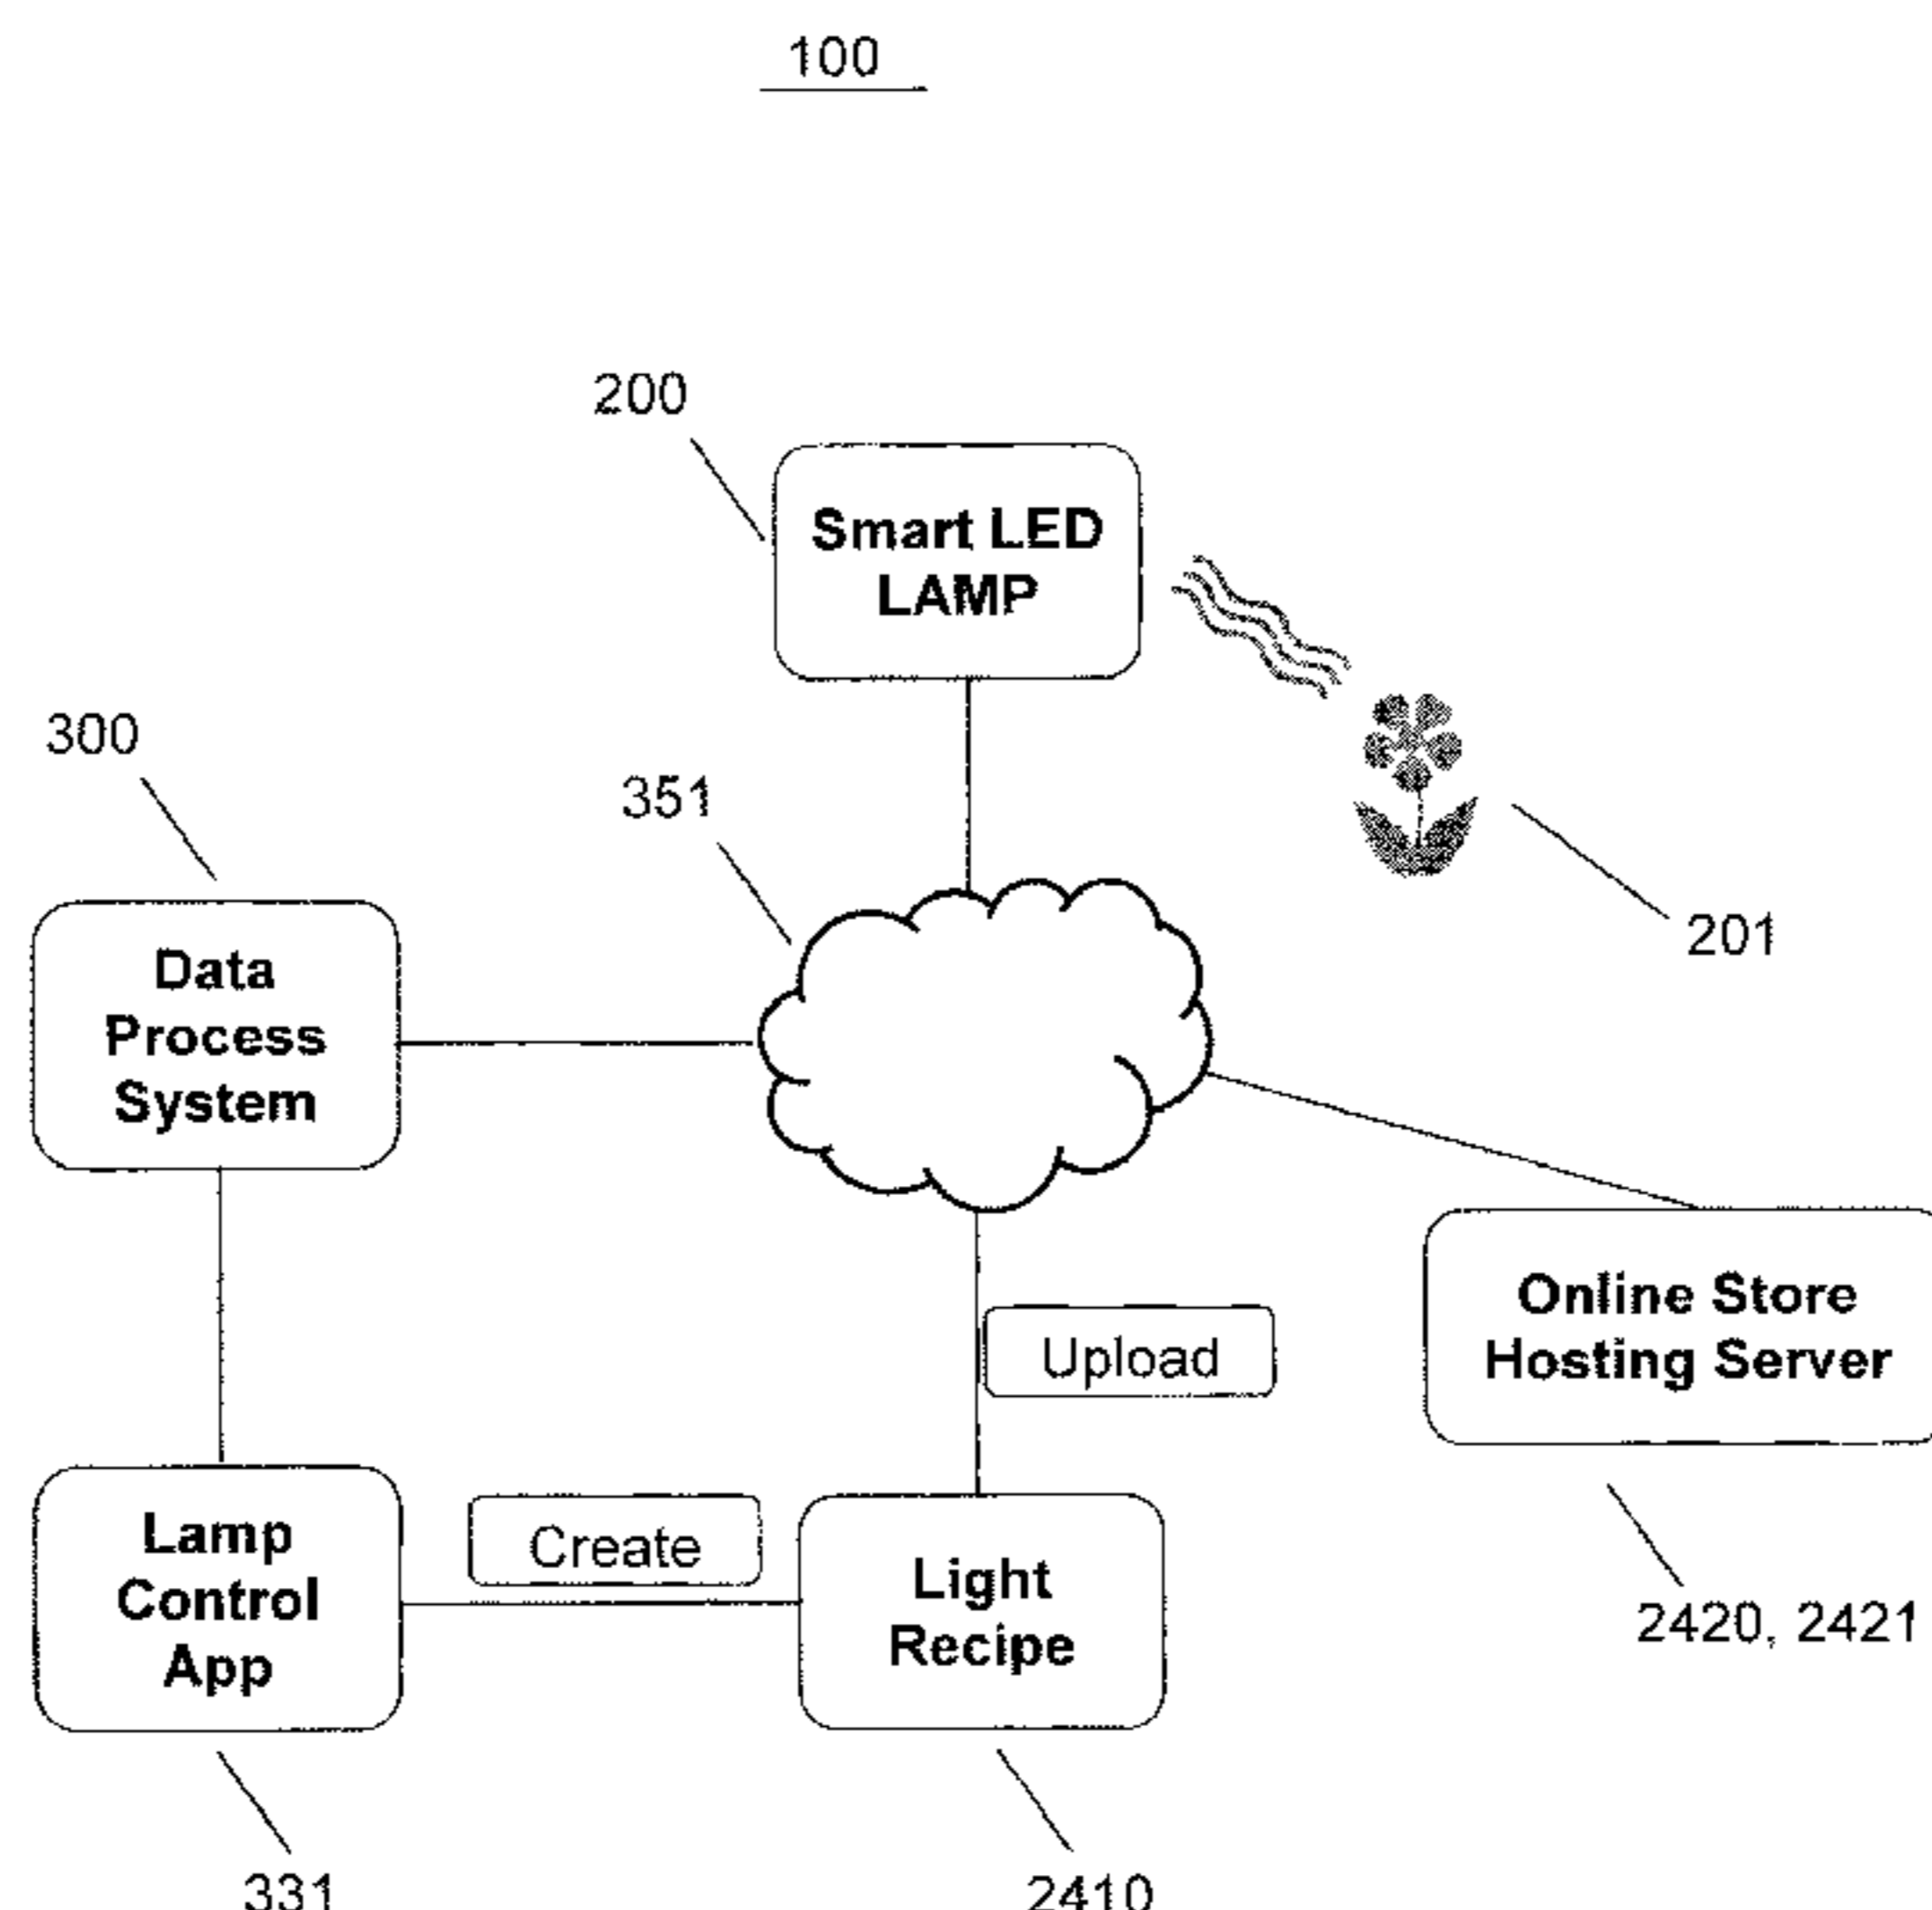 100
200
Smart LED
LAMP
300
351
201
Data
Process
System
Upload
Online Store
Hosting Server
Create
Lamp
Control
App
Light
Recipe
2420, 2421
331
2410